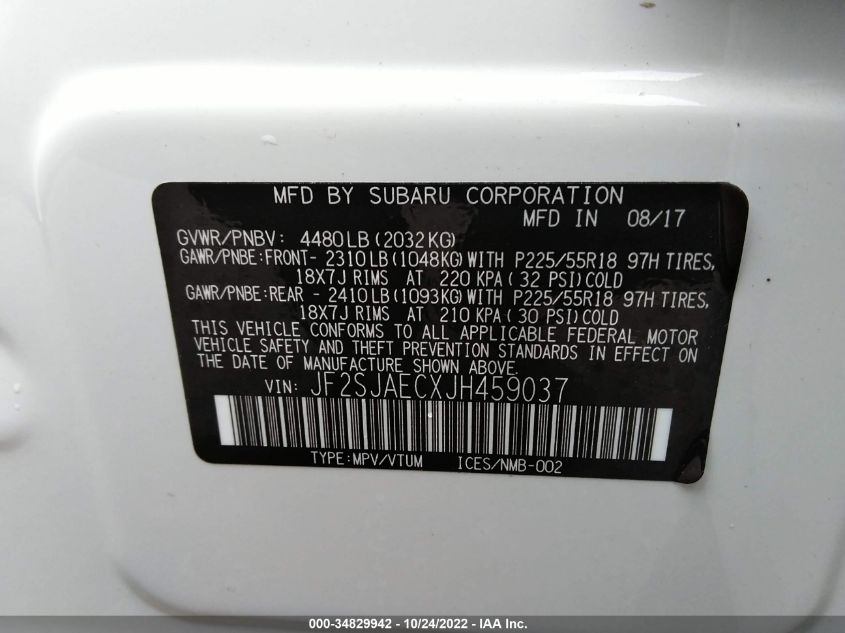 MFD BY SUBARU CORPORATION
MFD IN 08/17
GVWR/PNBV: 4480LB(2032KG)
GAWR/PNBE:FRONT- 2310LB(1048KG)WITH P225/55R18 97H TIRES,
18X7J RIMS AT 220 KPA(32 PSI)COLD
GAWR/PNBE:REAR - 2410LB(1093KG)WITH P225/55R18 97H TIRES,
18X7J RIMS AT 210 KPA(30 PSI)COLD
THIS VEHICLE CONFORMS TO ALL APPLICABLE FEDERAL MOTOR
VEHICLE SAFETY AND THEFT PREVENTION STANDARDS IN EFFECT ON
THE DATE OF MANUFACTURE SHOWN ABOVE.
VIN: JF2SJAECXJH459037
TYPE:MPV/VTUM ICES/NMB-002
000-34829942 - 10/24/2022 - IAA Inc.